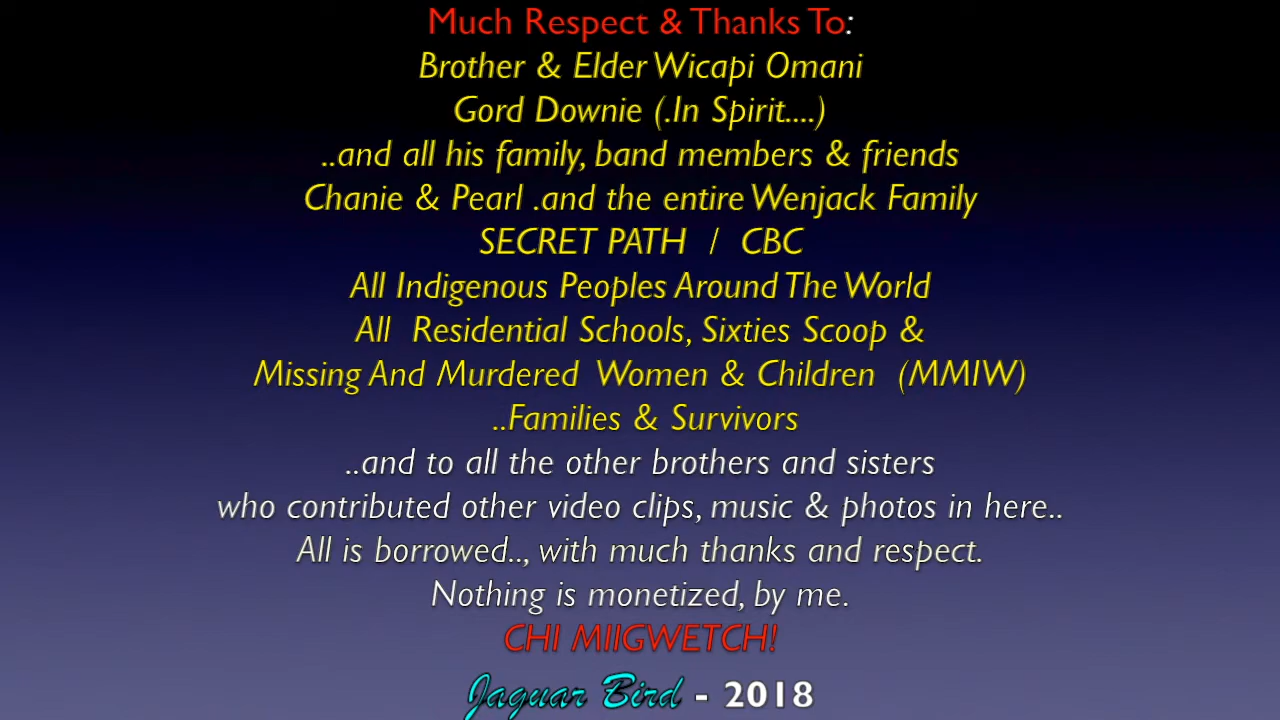 Much Respect & Thanks To:
Brother & Elder Wicapi Omani
Gord Downie (.In Spirit....)
..and all his family, band members & friends
Chanie & Pearl .and the entire Wenjack Family
SECRET PATH / CBC
All Indigenous Peoples Around The World
All Residential Schools, Sixties Scoop &
Missing And Murdered Women & Children (MMIW)
..Families & Survivors
..and to all the other brothers and sisters
who contributed other video clips, music & photos in here..
All is borrowed.., with much thanks and respect.
Nothing is monetized, by me.
CHI MIIGWETCH!
Jaguar Bird - 2018